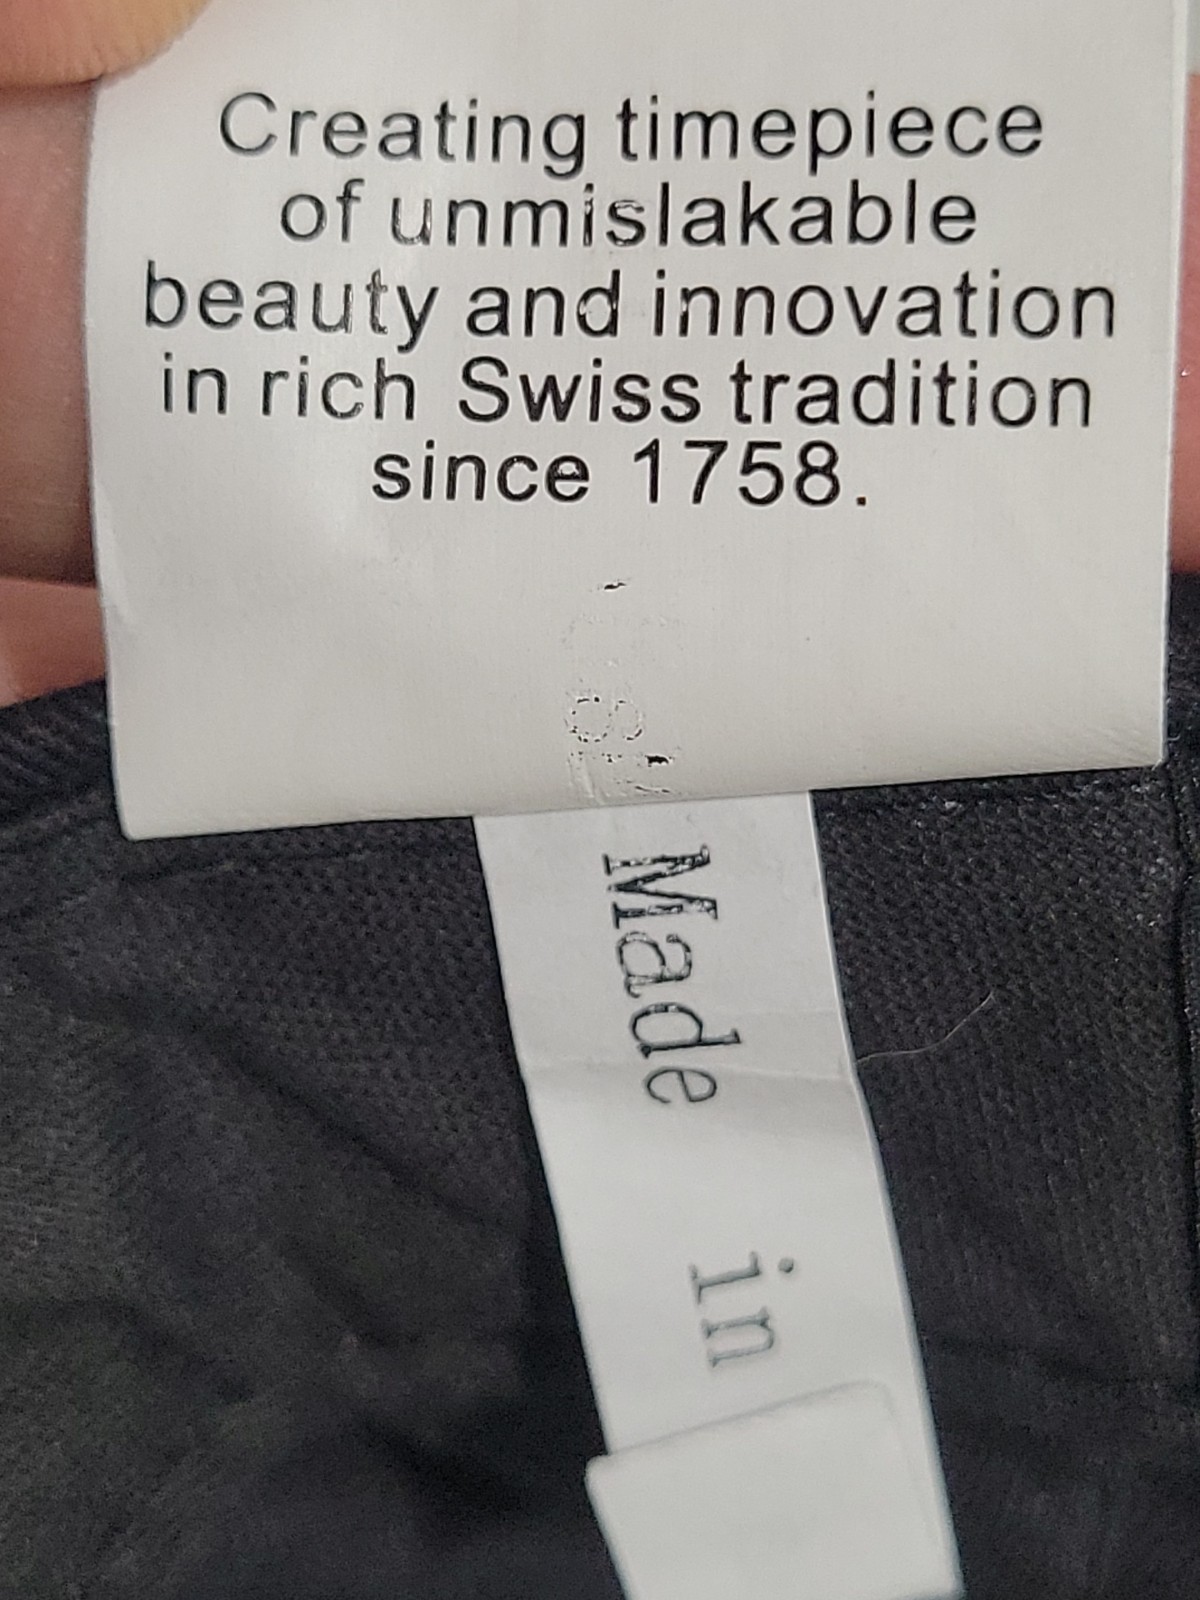 Creating timepiece
of unmislakable
beauty and innovation
in rich Swiss tradition
since 1758.
Made in